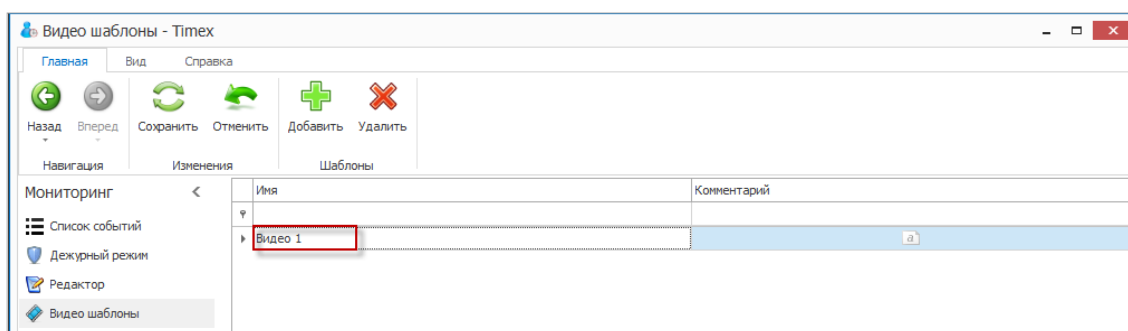 Видео шаблоны - Timex
Главная Вид Справка
Назад Вперед Сохранить Отменить Добавить Удалить
Навигация Изменения Шаблоны
Мониторинг
Имя Комментарий
Список событий
Видео 1 a
Дежурный режим
Редактор
Видео шаблоны